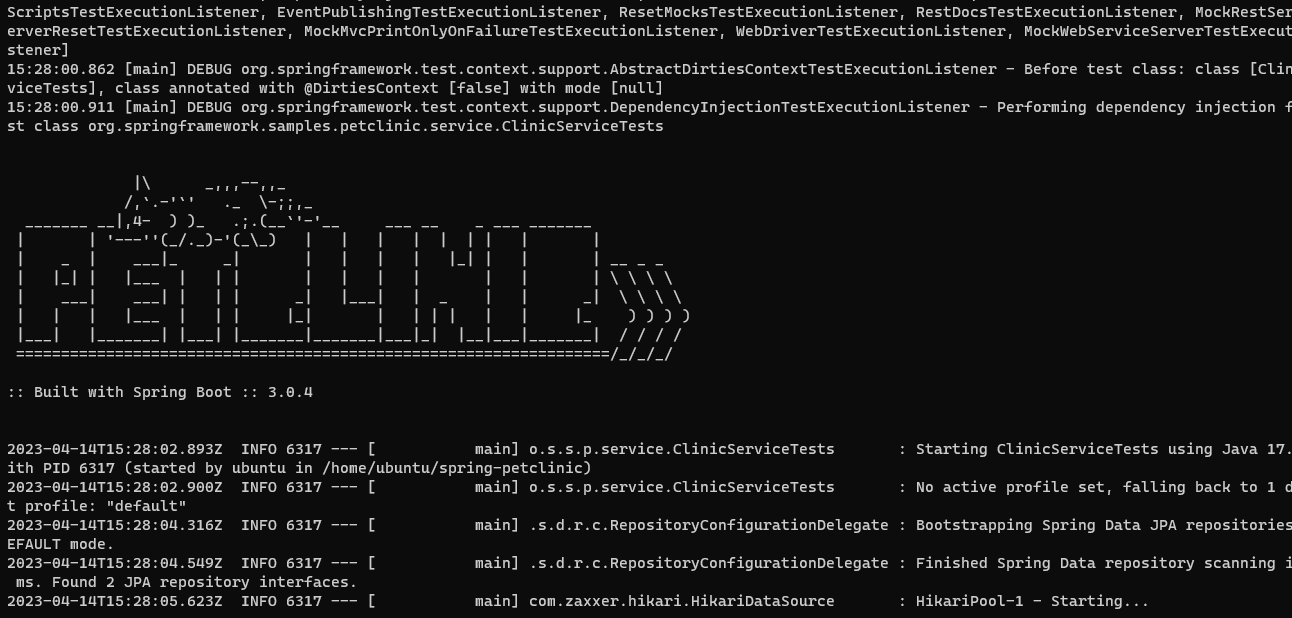 ScriptsTestExecutionListener, EventPublishingTestExecutionListener, ResetMocksTestExecutionListener, RestDocsTestExecutionListener, MockRestSer
erverResetTestExecutionListener, MockMvcPrintOnlyOnFailureTestExecutionListener, WebDriverTestExecutionListener, MockWebServiceServerTestExecut
stener]
15:28:00.862 [main] DEBUG org.springframework.test.context.support.AbstractDirtiesContextTestExecutionListener - Before test class: class [Clin
viceTests], class annotated with @DirtiesContext [false] with mode [null]
15:28:00.911 [main] DEBUG org.springframework.test.context.support.DependencyInjectionTestExecutionListener - Performing dependency injection f
st class org.springframework.samples.petclinic.service.ClinicServiceTests
PETCLINIC
:: Built with Spring Boot :: 3.0.4
2023-04-14T15:28:02.893Z  INFO 6317 --- [           main] o.s.s.p.service.ClinicServiceTests       : Starting ClinicServiceTests using Java 17.
ith PID 6317 (started by ubuntu in /home/ubuntu/spring-petclinic)
2023-04-14T15:28:02.900Z  INFO 6317 --- [           main] o.s.s.p.service.ClinicServiceTests       : No active profile set, falling back to 1 d
t profile: "default"
2023-04-14T15:28:04.316Z  INFO 6317 --- [           main] .s.d.r.c.RepositoryConfigurationDelegate : Bootstrapping Spring Data JPA repositories
EFAULT mode.
2023-04-14T15:28:04.549Z  INFO 6317 --- [           main] .s.d.r.c.RepositoryConfigurationDelegate : Finished Spring Data repository scanning i
 ms. Found 2 JPA repository interfaces.
2023-04-14T15:28:05.623Z  INFO 6317 --- [           main] com.zaxxer.hikari.HikariDataSource       : HikariPool-1 - Starting...